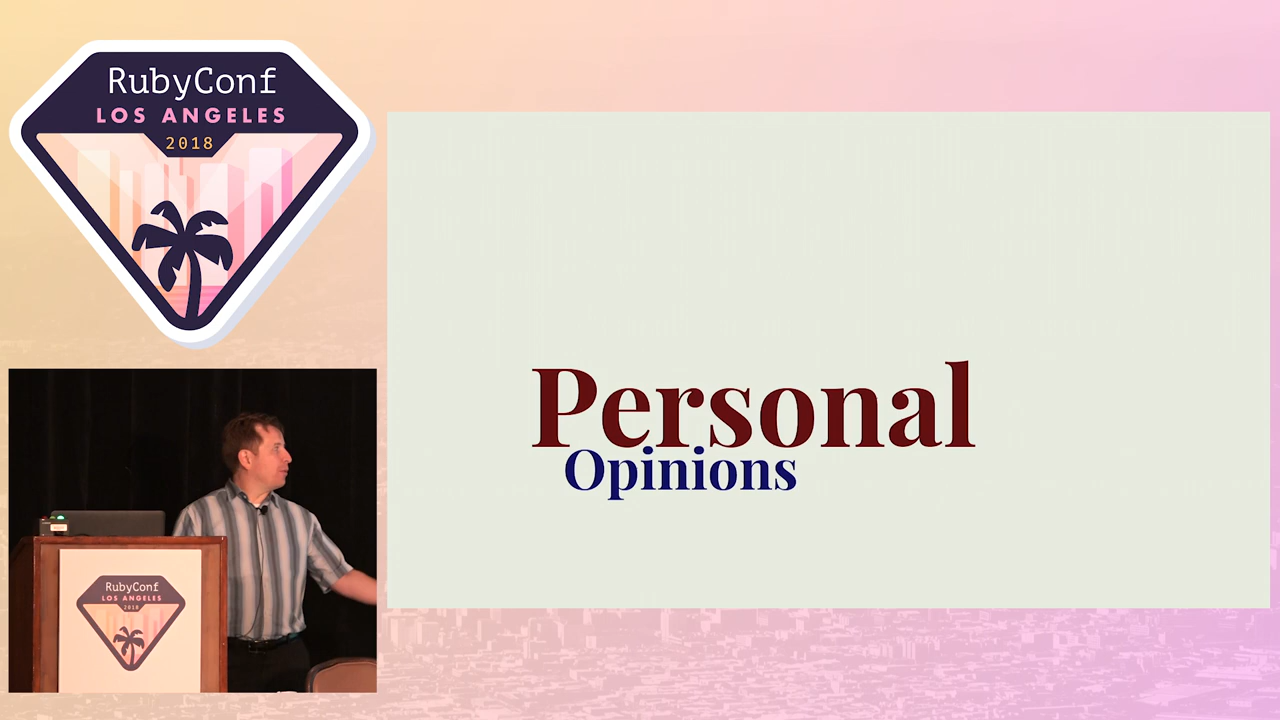 RubyConf
LOS ANGELES
2018
Personal
Opinions
RubyConf
LOS ANGELES
2018